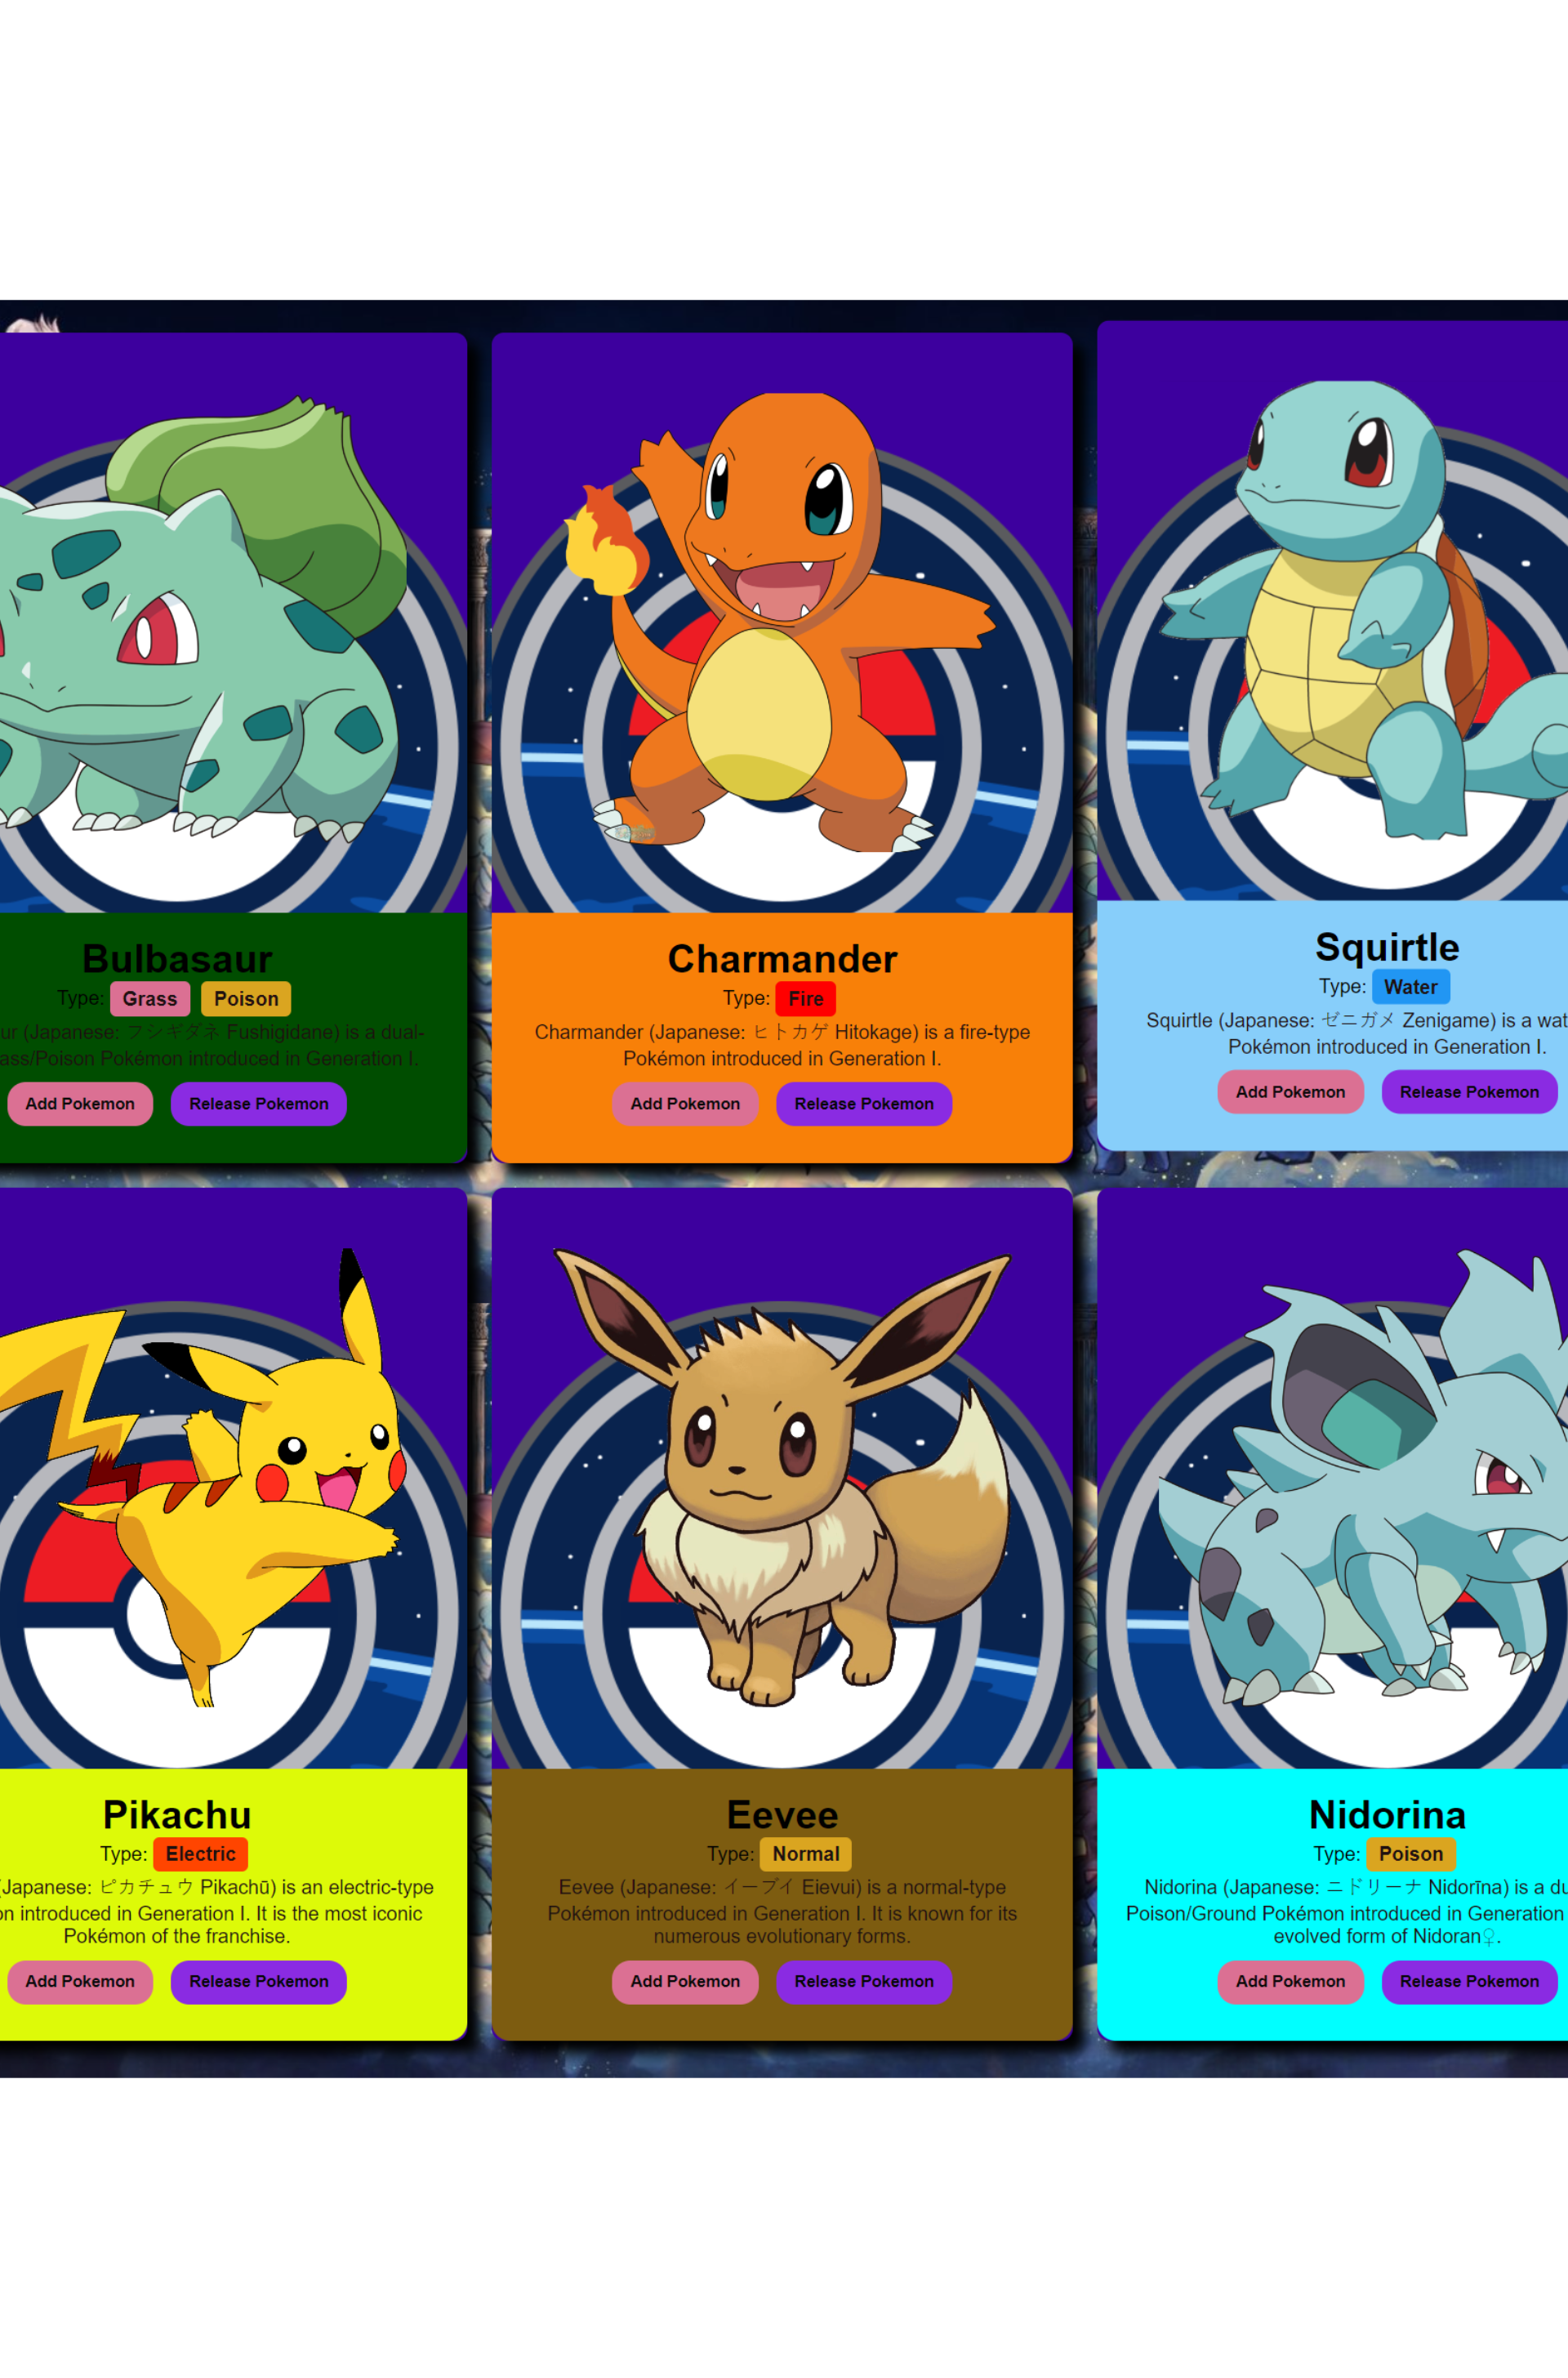 Bulbasaur
Type: Grass Poison
ur (Japanese: フシギダネ Fushigidane) is a dual-
ass/Poison Pokémon introduced in Generation I.
Add Pokemon Release Pokemon
Charmander
Type: Fire
Charmander (Japanese: ヒトカゲ Hitokage) is a fire-type
Pokémon introduced in Generation I.
Add Pokemon Release Pokemon
Squirtle
Type: Water
Squirtle (Japanese: ゼニガメ Zenigame) is a wat
Pokémon introduced in Generation I.
Add Pokemon Release Pokemon
Pikachu
Type: Electric
(Japanese: ピカチュウ Pikachū) is an electric-type
on introduced in Generation I. It is the most iconic
Pokémon of the franchise.
Add Pokemon Release Pokemon
Eevee
Type: Normal
Eevee (Japanese: イーブイ Eievui) is a normal-type
Pokémon introduced in Generation I. It is known for its
numerous evolutionary forms.
Add Pokemon Release Pokemon
Nidorina
Type: Poison
Nidorina (Japanese: ニドリーナ Nidorīna) is a du
Poison/Ground Pokémon introduced in Generation
evolved form of Nidoran♀.
Add Pokemon Release Pokemon